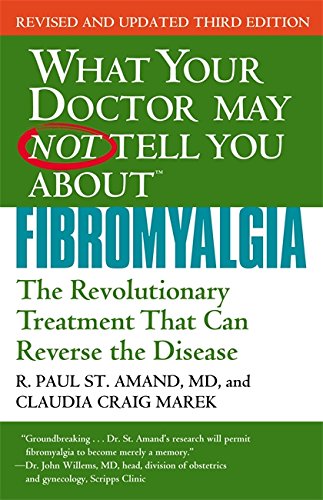 REVISED AND UPDATED THIRD EDITION
WHAT YOUR
DOCTOR MAY
NOT TELL YOU
ABOUT™
FIBROMYALGIA
The Revolutionary
Treatment That Can
Reverse the Disease
R. PAUL ST. AMAND, MD, and
CLAUDIA CRAIG MAREK
“Groundbreaking . . . Dr. St. Amand’s research will permit
fibromyalgia to become merely a memory.”
—Dr. John Willems, MD, head, division of obstetrics
and gynecology, Scripps Clinic